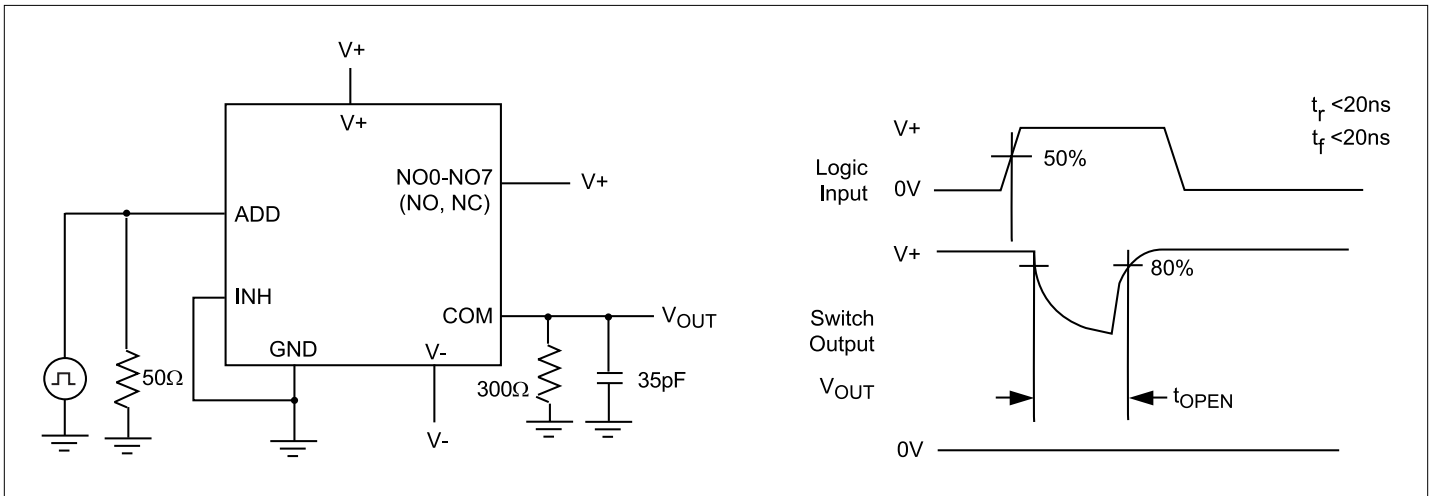 V+
V+
NO0-NO7
(NO, NC)
V+
ADD
INH
COM
VOUT
GND
V-
V-
50Ω
300Ω
35pF
tr <20ns
tf <20ns
V+
Logic
Input
50%
0V
V+
80%
Switch
Output
VOUT
tOPEN
0V